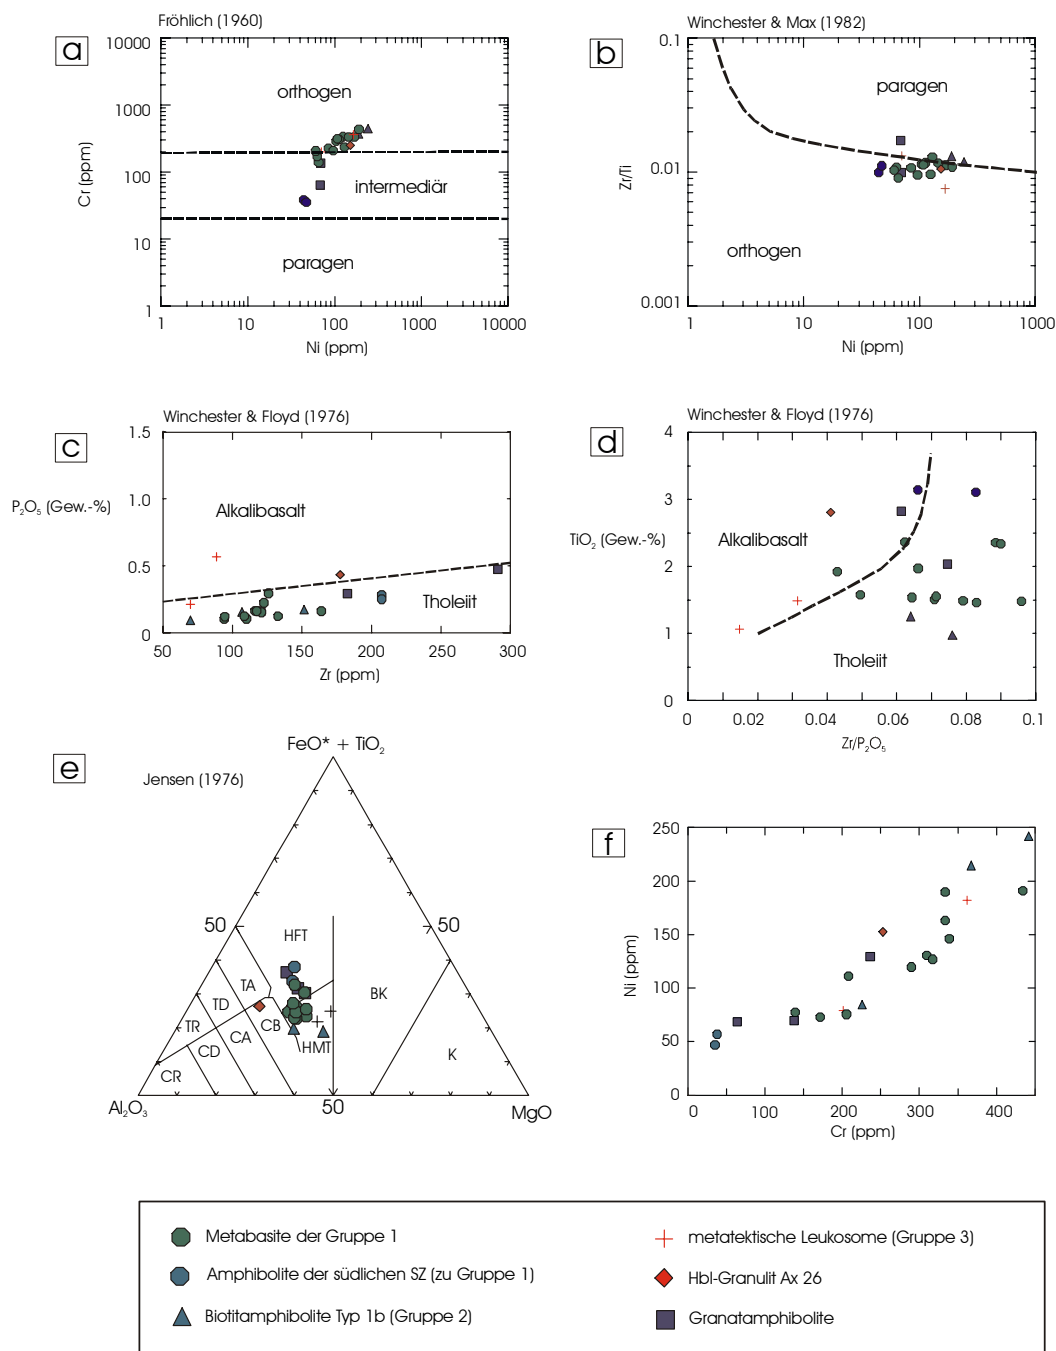 Fröhlich (1960)
a
10000
1000
100
10
1
Cr (ppm)
orthogen
intermediär
paragen
1 10 100 1000 10000
Ni (ppm)
Winchester & Max (1982)
b
0.1
0.01
0.001
Zr/Ti
paragen
orthogen
1 10 100 1000
Ni (ppm)
Winchester & Floyd (1976)
c
1.5
1.0
0.5
0
P₂O₅ (Gew.-%)
Alkalibasalt
Tholeiit
50 100 150 200 250 300
Zr (ppm)
Winchester & Floyd (1976)
d
4
3
2
1
0
TiO₂ (Gew.-%)
Alkalibasalt
Tholeiit
0 0.02 0.04 0.06 0.08 0.1
Zr/P₂O₅
e
FeO* + TiO₂
Jensen (1976)
50 50
HFT
TA
TD
TR
BK
CB
CA
CD
CR
HMT
K
Al₂O₃ 50 MgO
f
250
200
150
100
50
0
Ni (ppm)
0 100 200 300 400
Cr (ppm)
Metabasite der Gruppe 1
Amphibolite der südlichen SZ (zu Gruppe 1)
Biotitamphibolite Typ 1b (Gruppe 2)
metatektische Leukosome (Gruppe 3)
Hbl-Granulit Ax 26
Granatamphibolite